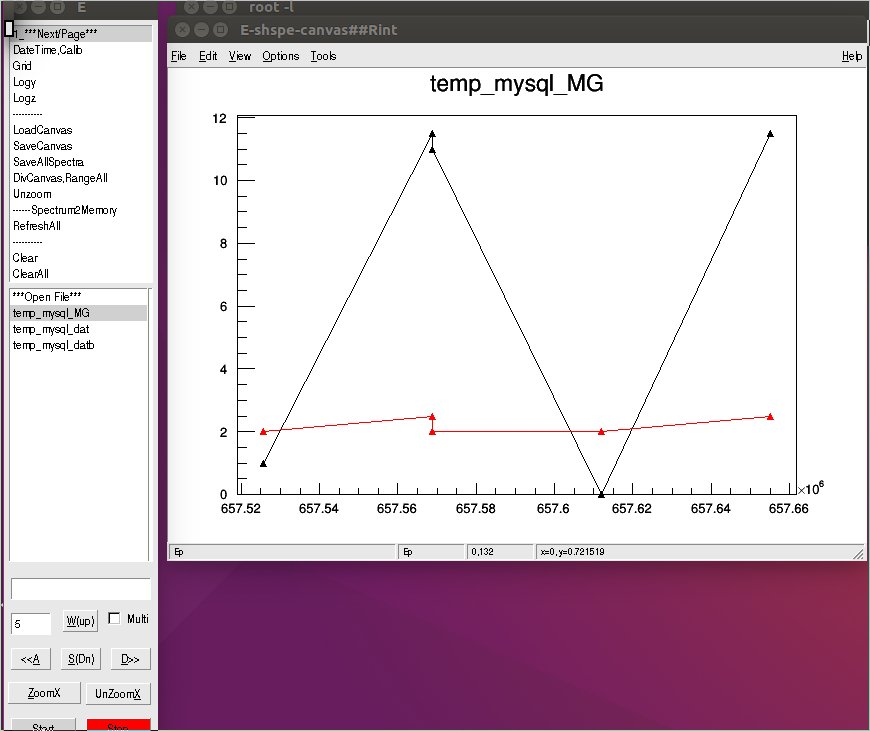 E
root -l
1_***Next/Page***
DateTime,Calib
Grid
Logy
Logz
----------
LoadCanvas
SaveCanvas
SaveAllSpectra
DivCanvas,RangeAll
Unzoom
------Spectrum2Memory
RefreshAll
----------
Clear
ClearAll
***Open File***
temp_mysql_MG
temp_mysql_dat
temp_mysql_datb
5
W(up)
Multi
<<A
S(Dn)
D>>
ZoomX
UnZoomX
Start
Stop
E-shspe-canvas##Rint
File Edit View Options Tools Help
temp_mysql_MG
12
10
8
6
4
2
0
657.52 657.54 657.56 657.58 657.6 657.62 657.64 657.66
×10⁶
Ep
Ep
0,132
x=0,y=0.721519